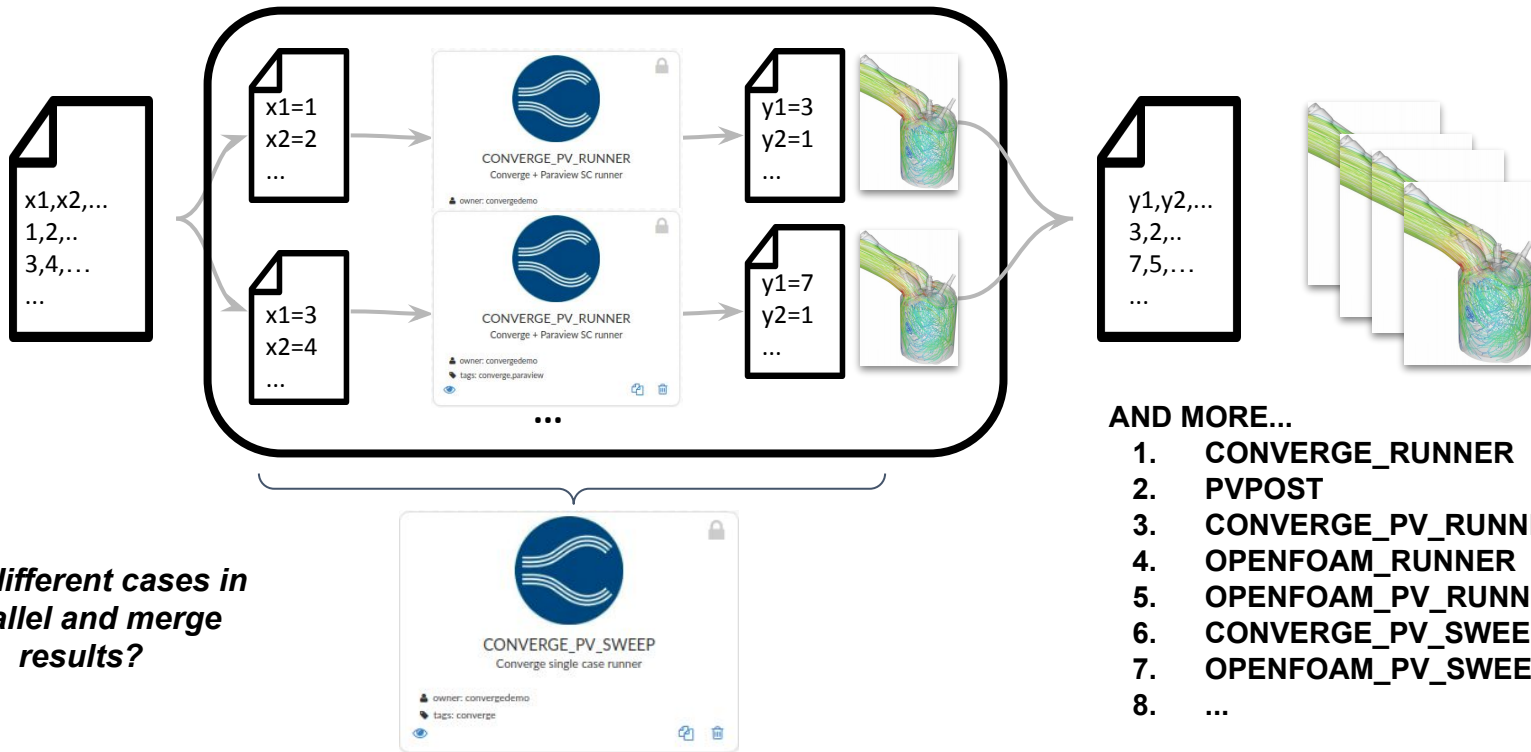 x1,x2,...
1,2,..
3,4,...
...
x1=1
x2=2
...
CONVERGE_PV_RUNNER
Converge + Paraview SC runner
owner: convergedemo
y1=3
y2=1
...
x1=3
x2=4
...
CONVERGE_PV_RUNNER
Converge + Paraview SC runner
owner: convergedemo
tags: converge,paraview
y1=7
y2=1
...
...
y1,y2,...
3,2,..
7,5,...
...
different cases in
and merge
results?
CONVERGE_PV_SWEEP
Converge single case runner
owner: convergedemo
tags: converge
AND MORE...
1. CONVERGE_RUNNER
2. PVPOST
3. CONVERGE_PV_RUNN
4. OPENFOAM_RUNNER
5. OPENFOAM_PV_RUNN
6. CONVERGE_PV_SWEE
7. OPENFOAM_PV_SWEE
8. ...